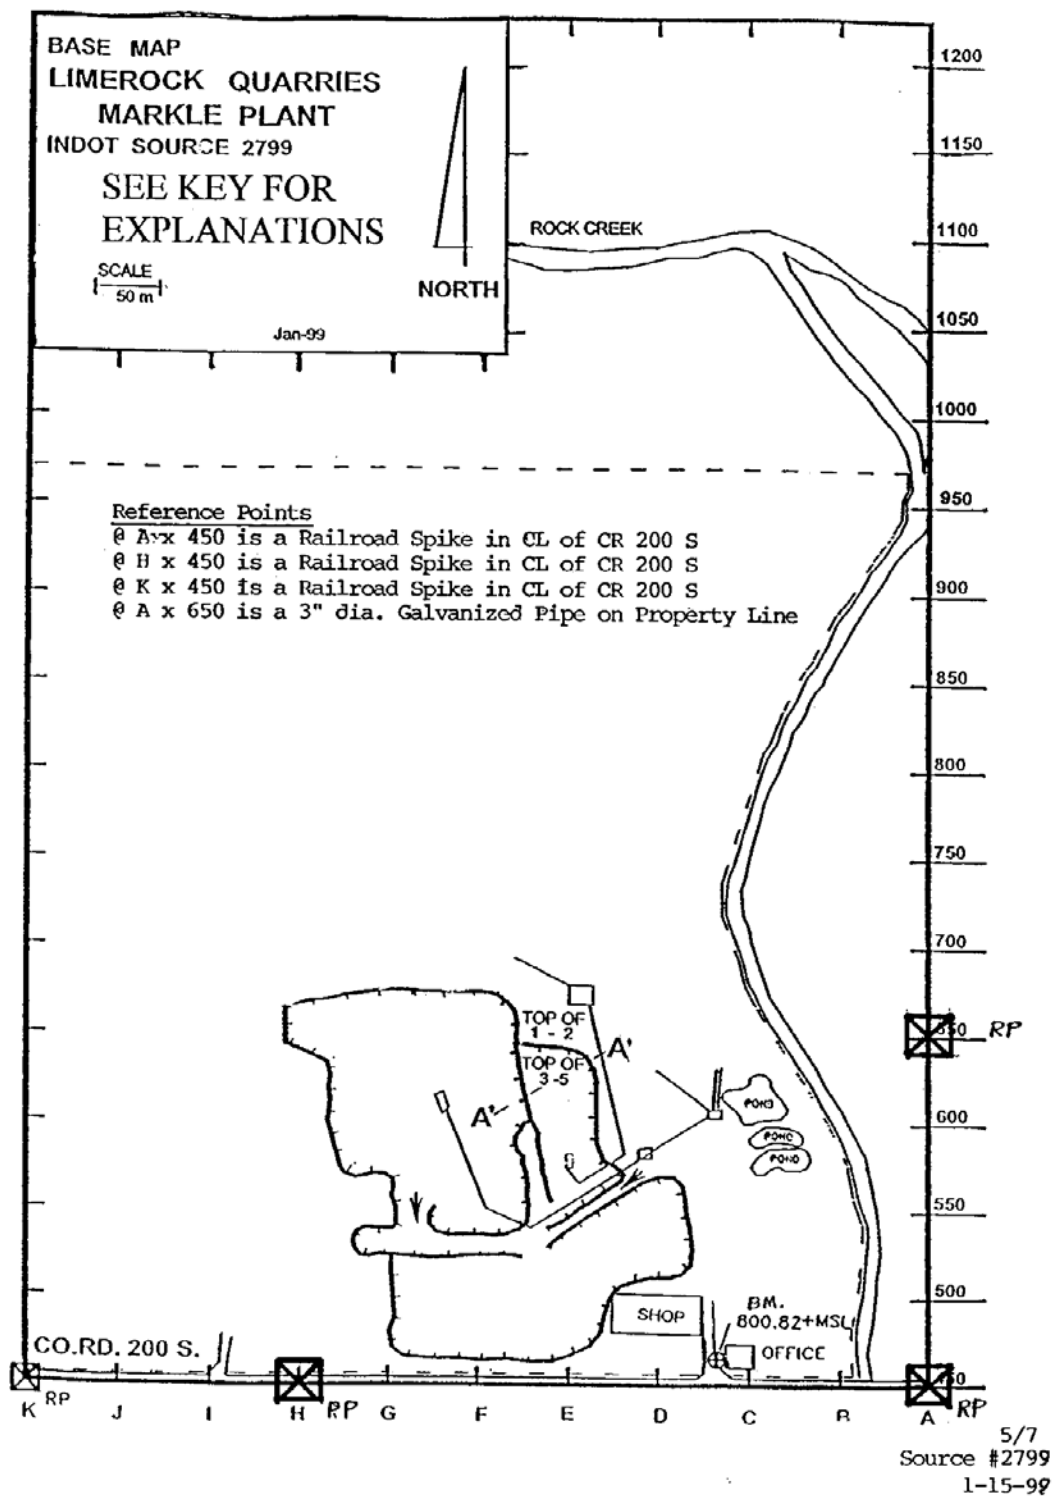 BASE MAP
LIMEROCK QUARRIES
MARKLE PLANT
INDOT SOURCE 2799
SEE KEY FOR
EXPLANATIONS
SCALE
50 m
NORTH
Jan-99
ROCK CREEK
1200
1150
1100
1050
1000
950
900
850
800
750
700
RP
600
550
500
Reference Points
@ A x 450 is a Railroad Spike in CL of CR 200 S
@ H x 450 is a Railroad Spike in CL of CR 200 S
@ K x 450 is a Railroad Spike in CL of CR 200 S
@ A x 650 is a 3" dia. Galvanized Pipe on Property Line
TOP OF
1 - 2
A'
TOP OF
3 -5
A'
POND
POND
POND
SHOP
BM.
800.82+MSL
OFFICE
CO.RD. 200 S.
RP
RP
RP
K J I H G F E D C B A
5/7
Source #2799
1-15-99